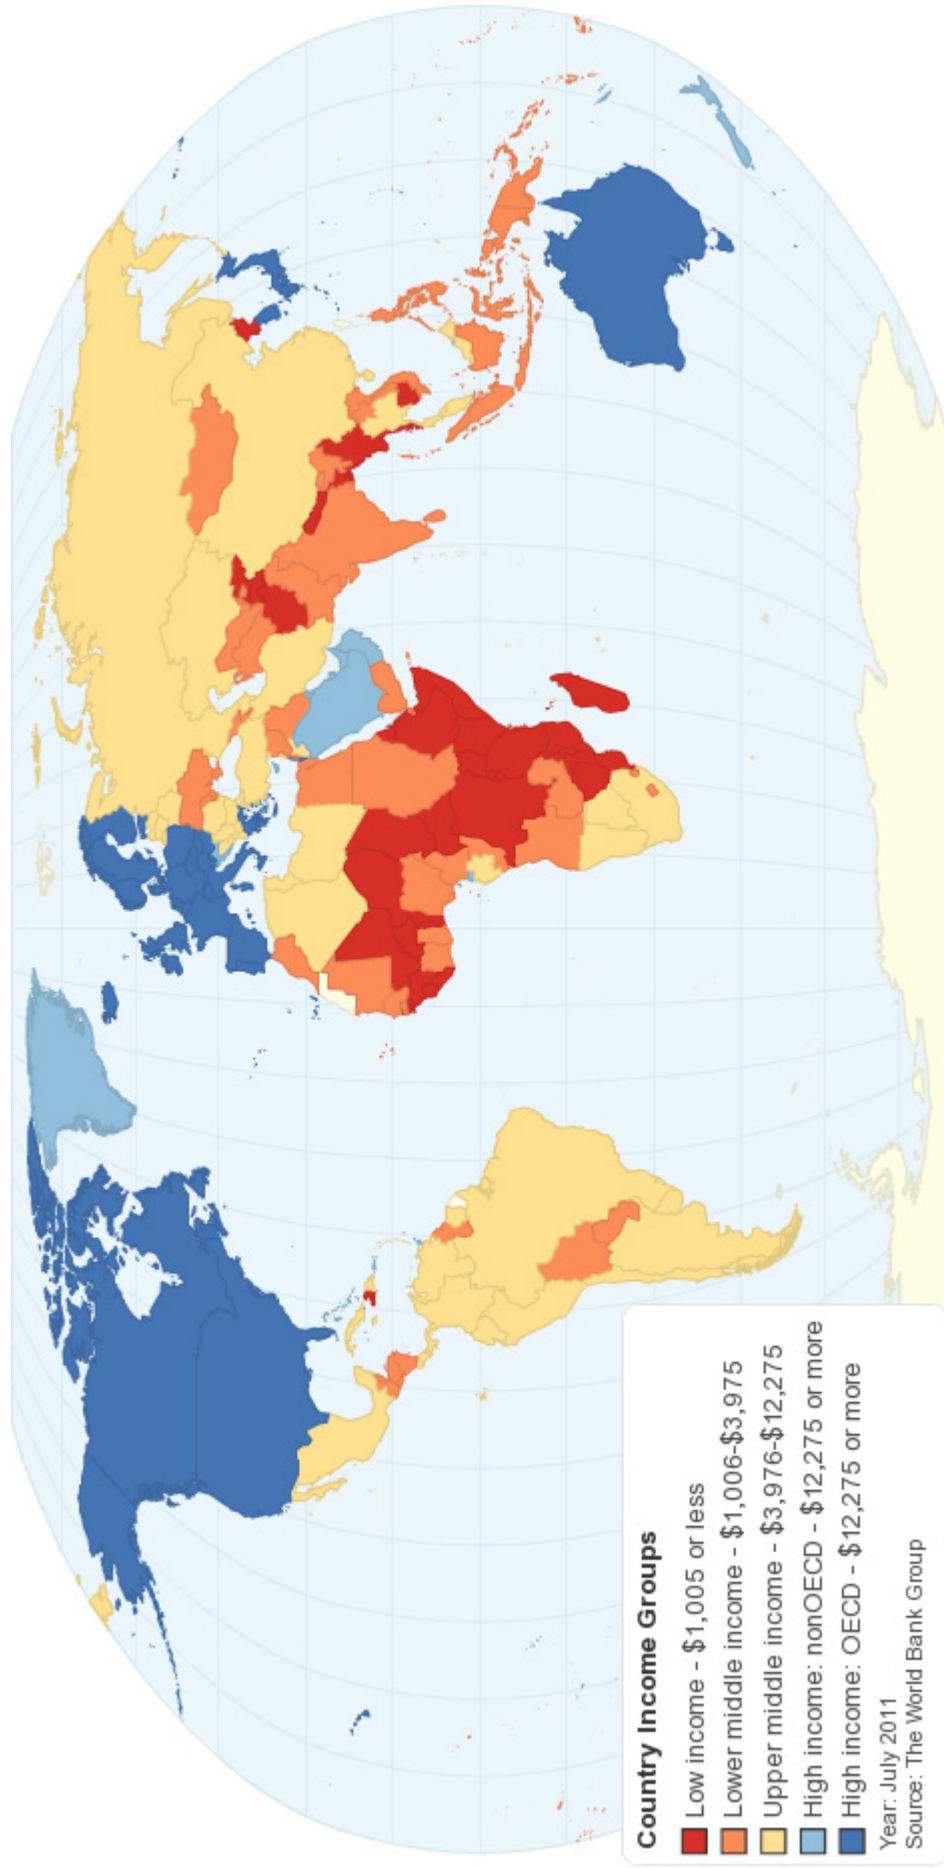 Country Income Groups
Low income - $1,005 or less
Lower middle income - $1,006-$3,975
Upper middle income - $3,976-$12,275
High income: nonOECD - $12,275 or more
High income: OECD - $12,275 or more
Year: July 2011
Source: The World Bank Group